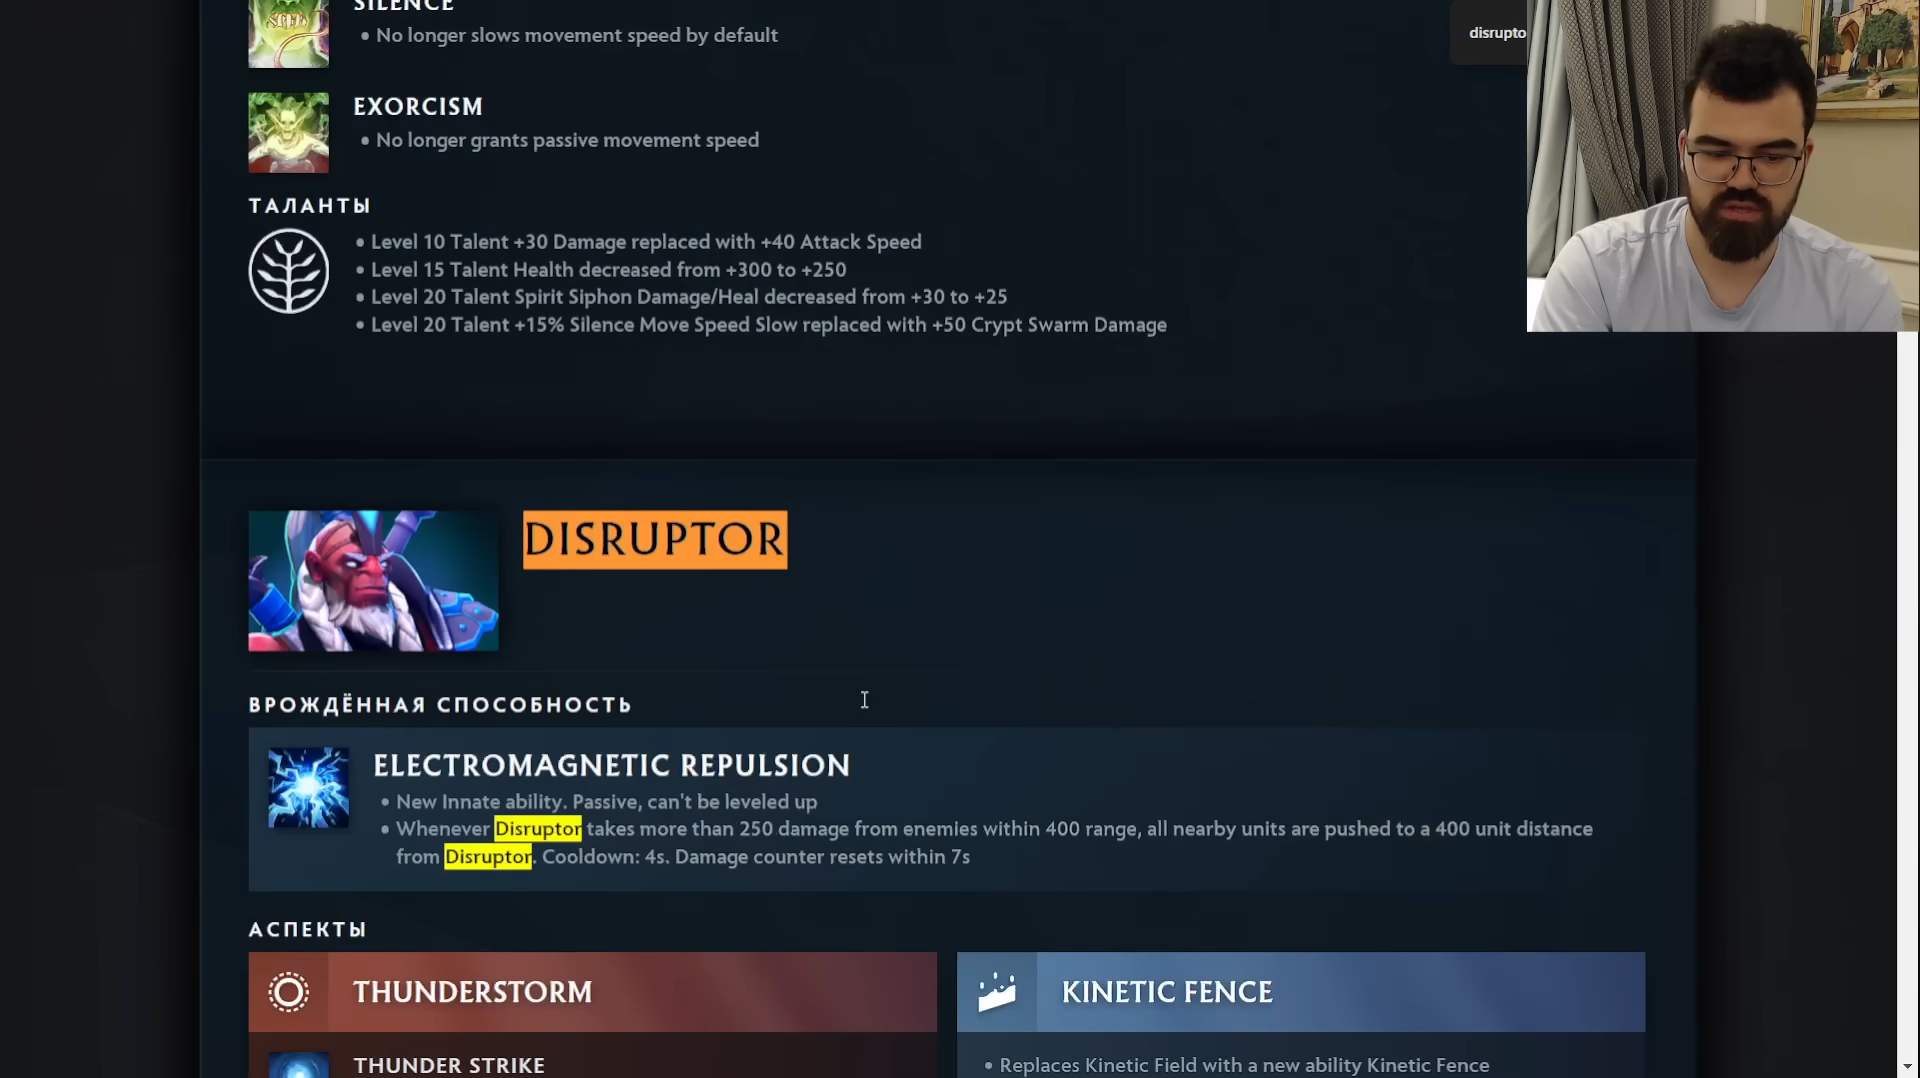 SILENCE
• No longer slows movement speed by default
disrupto
EXORCISM
• No longer grants passive movement speed
ТАЛАНТЫ
• Level 10 Talent +30 Damage replaced with +40 Attack Speed
• Level 15 Talent Health decreased from +300 to +250
• Level 20 Talent Spirit Siphon Damage/Heal decreased from +30 to +25
• Level 20 Talent +15% Silence Move Speed Slow replaced with +50 Crypt Swarm Damage
DISRUPTOR
ВРОЖДЁННАЯ СПОСОБНОСТЬ
ELECTROMAGNETIC REPULSION
• New Innate ability. Passive, can't be leveled up
• Whenever Disruptor takes more than 250 damage from enemies within 400 range, all nearby units are pushed to a 400 unit distance
from Disruptor. Cooldown: 4s. Damage counter resets within 7s
АСПЕКТЫ
THUNDERSTORM
KINETIC FENCE
THUNDER STRIKE
• Replaces Kinetic Field with a new ability Kinetic Fence